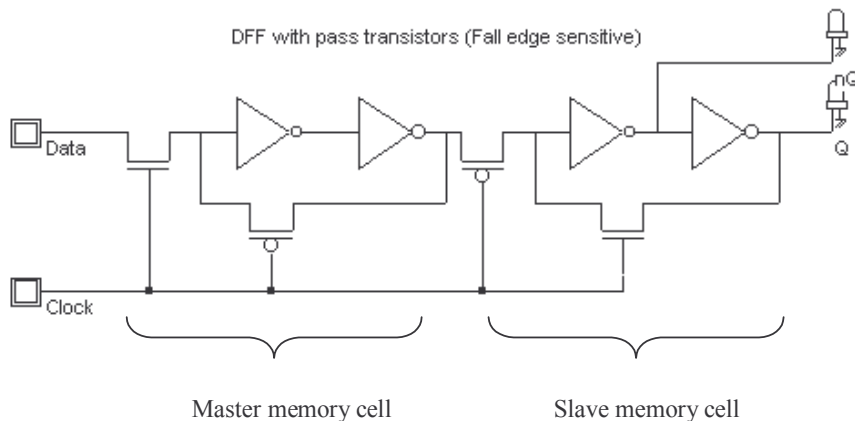 DFF with pass transistors (Fall edge sensitive)
nQ
Data
Q
Clock
Master memory cell Slave memory cell